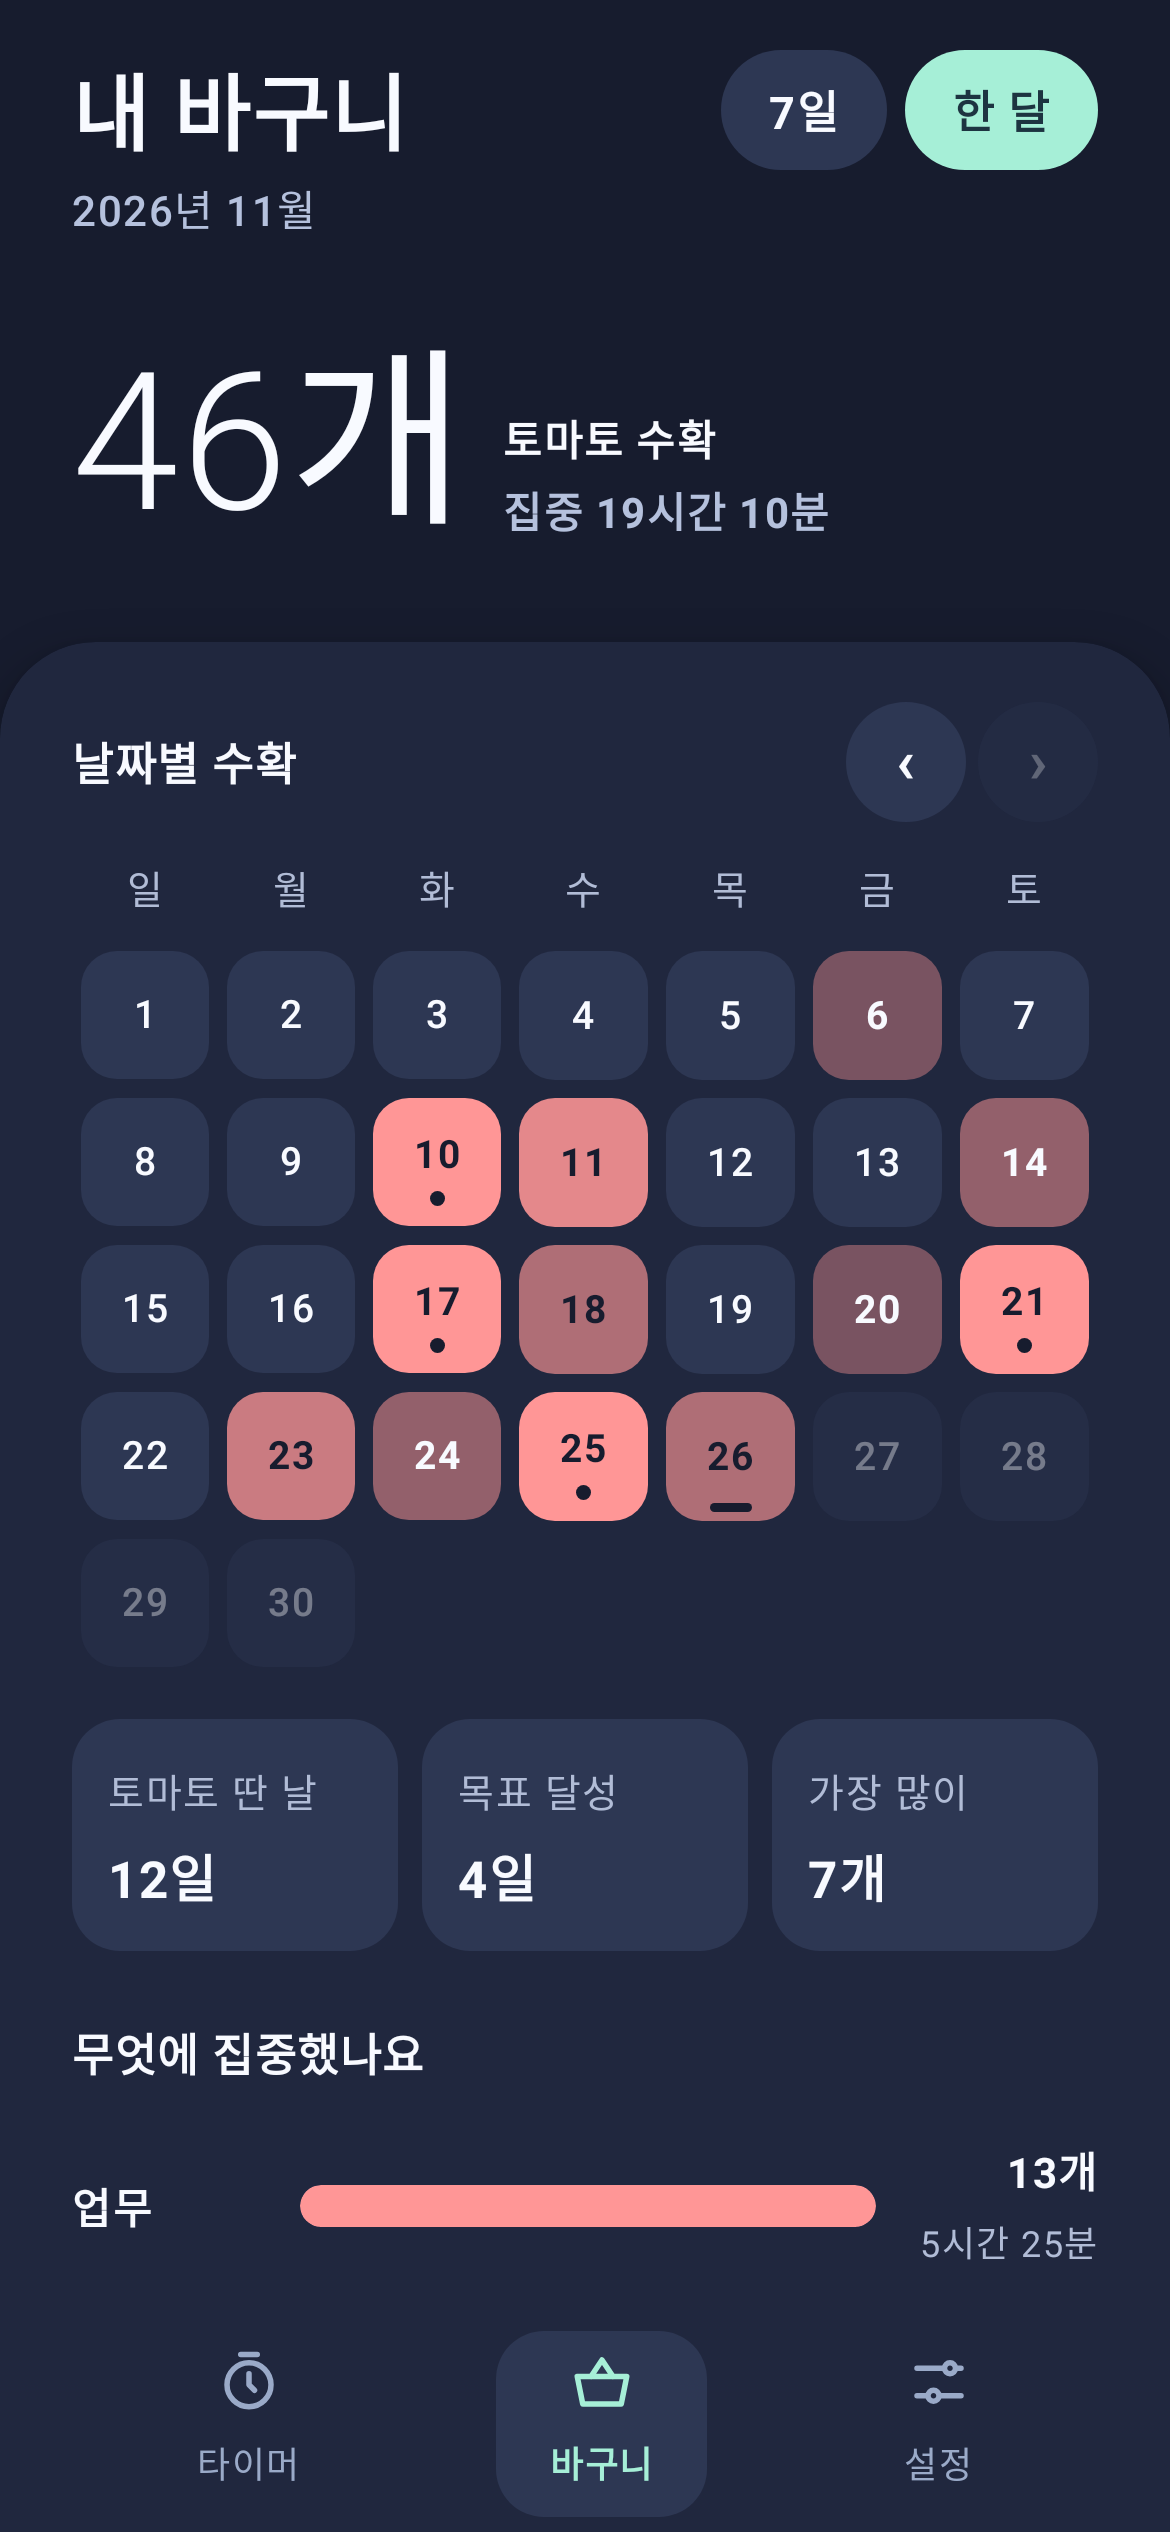 내 바구니
7일
한 달
2026년 11월
46개
토마토 수확
집중 19시간 10분
날짜별 수확
‹ ›
일 월 화 수 목 금 토
1 2 3 4 5 6 7
8 9 10 11 12 13 14
15 16 17 18 19 20 21
22 23 24 25 26 27 28
29 30
토마토 딴 날
12일
목표 달성
4일
가장 많이
7개
무엇에 집중했나요
업무
13개
5시간 25분
타이머
바구니
설정